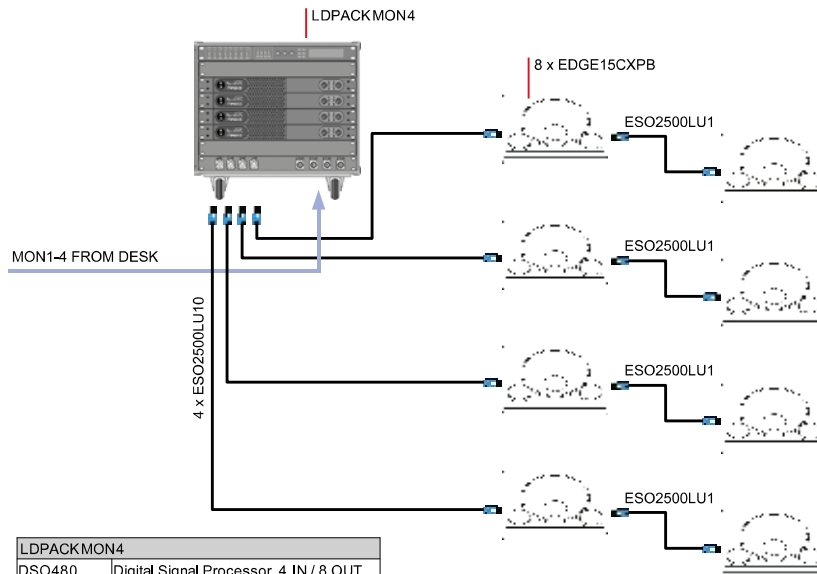 LDPACKMON4
8 x EDGE15CXPB
ESO2500LU1
MON1-4 FROM DESK
ESO2500LU1
4 x ESO2500LU10
ESO2500LU1
ESO2500LU1
LDPACKMON4
DSO480 Digital Signal Processor, 4 IN / 8 OUT